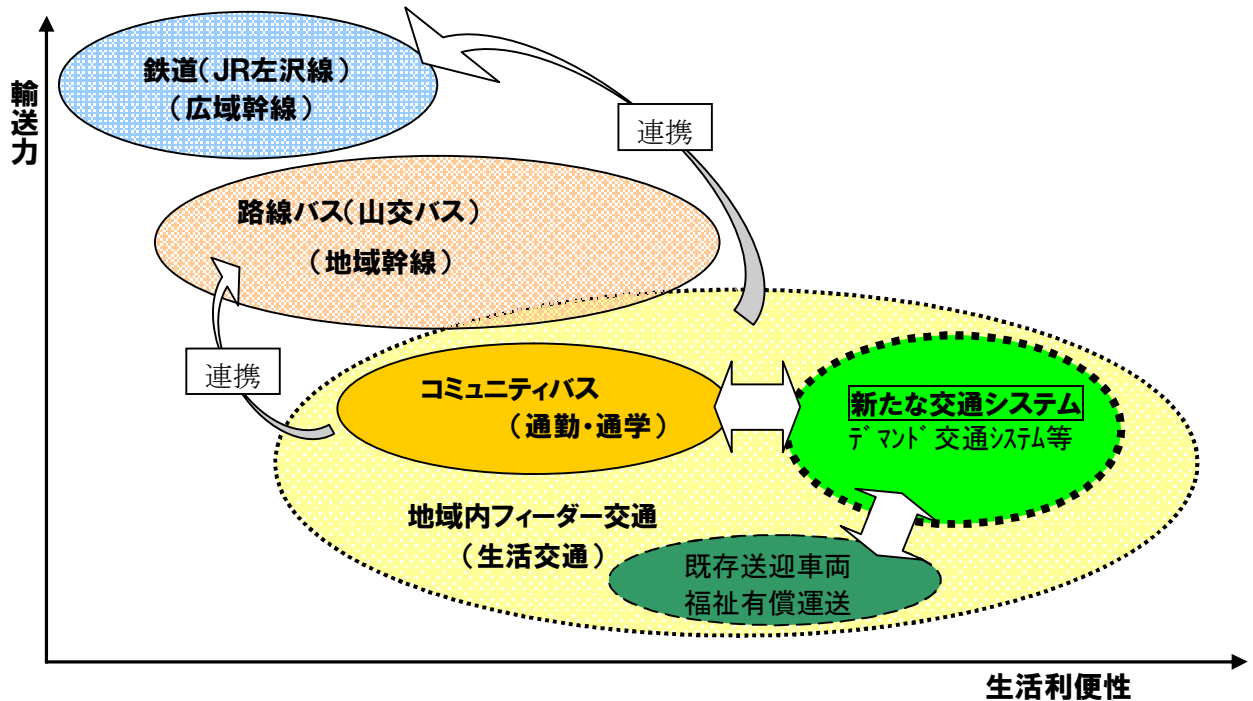 輸送力
鉄道(JR左沢線)
(広域幹線)
連携
路線バス(山交バス)
(地域幹線)
連携
コミュニティバス
(通勤・通学)
新たな交通システム
ﾃﾞﾏﾝﾄﾞ交通ｼｽﾃﾑ等
地域内フィーダー交通
(生活交通)
既存送迎車両
福祉有償運送
生活利便性